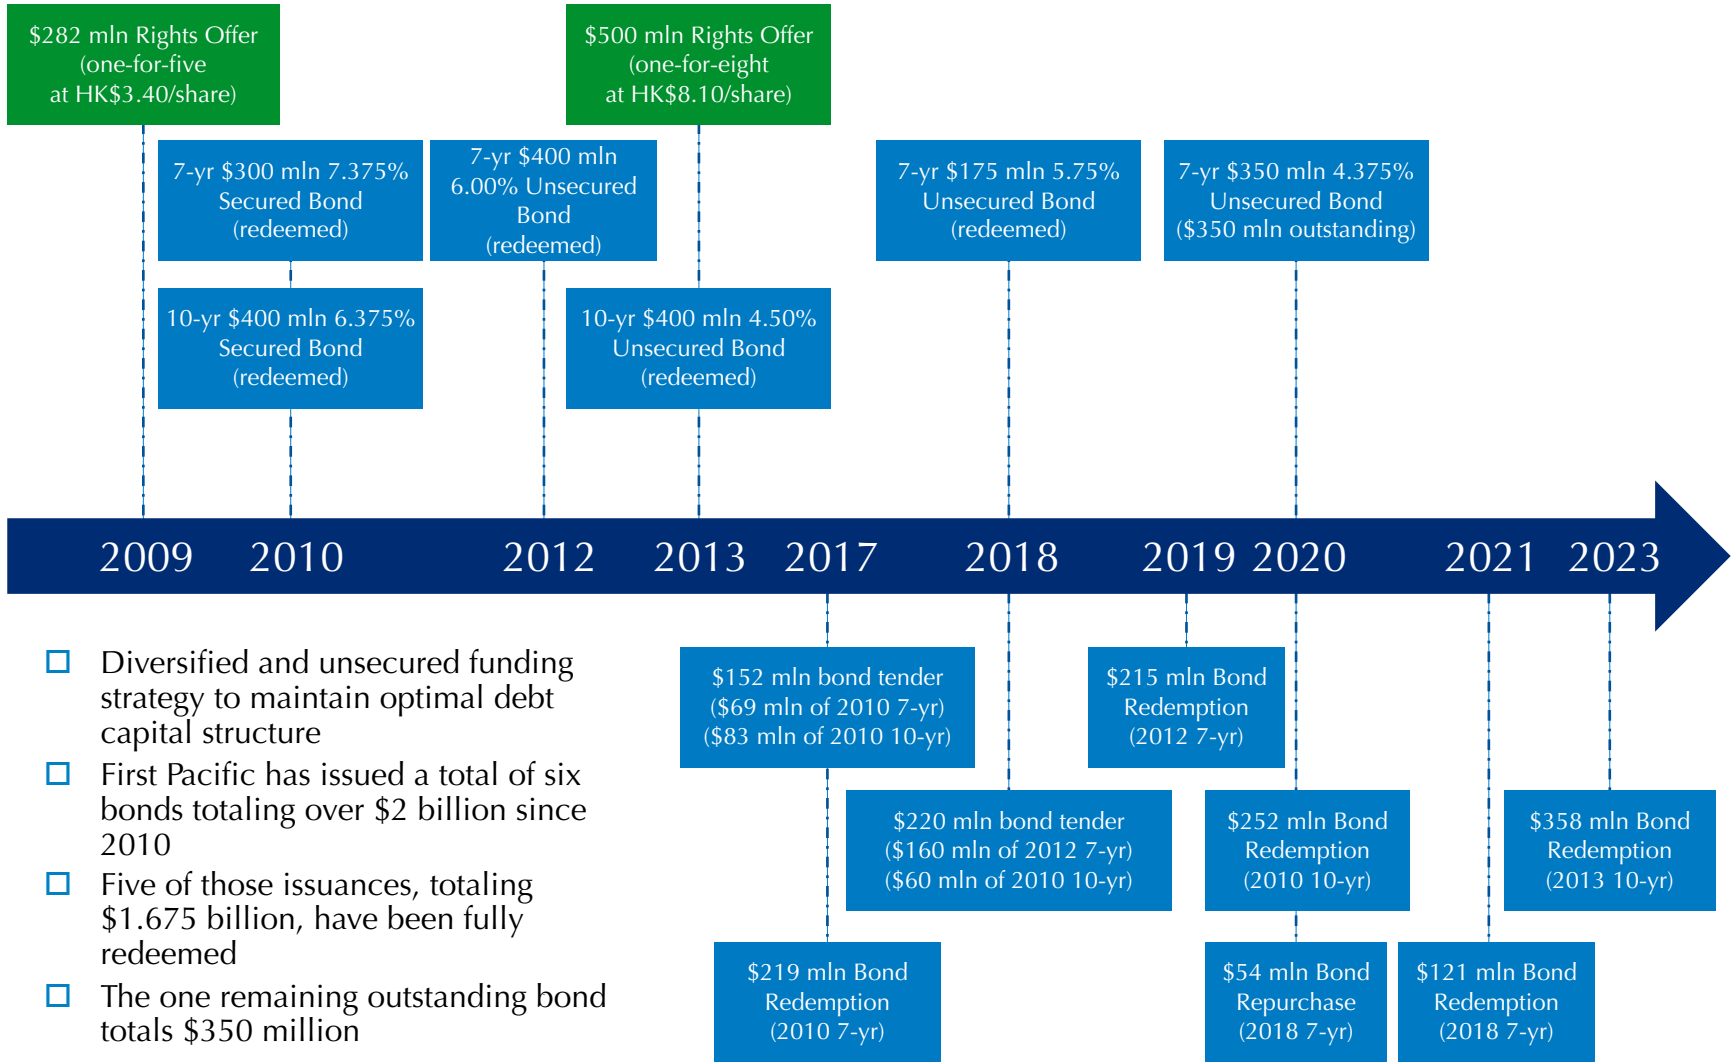 $282 mln Rights Offer
(one-for-five
at HK$3.40/share)
$500 mln Rights Offer
(one-for-eight
at HK$8.10/share)
7-yr $300 mln 7.375%
Secured Bond
(redeemed)
7-yr $400 mln
6.00% Unsecured
Bond
(redeemed)
7-yr $175 mln 5.75%
Unsecured Bond
(redeemed)
7-yr $350 mln 4.375%
Unsecured Bond
($350 mln outstanding)
10-yr $400 mln 6.375%
Secured Bond
(redeemed)
10-yr $400 mln 4.50%
Unsecured Bond
(redeemed)
2009 2010 2012 2013 2017 2018 2019 2020 2021 2023
Diversified and unsecured funding
strategy to maintain optimal debt
capital structure
First Pacific has issued a total of six
bonds totaling over $2 billion since
2010
Five of those issuances, totaling
$1.675 billion, have been fully
redeemed
The one remaining outstanding bond
totals $350 million
$152 mln bond tender
($69 mln of 2010 7-yr)
($83 mln of 2010 10-yr)
$215 mln Bond
Redemption
(2012 7-yr)
$220 mln bond tender
($160 mln of 2012 7-yr)
($60 mln of 2010 10-yr)
$252 mln Bond
Redemption
(2010 10-yr)
$358 mln Bond
Redemption
(2013 10-yr)
$219 mln Bond
Redemption
(2010 7-yr)
$54 mln Bond
Repurchase
(2018 7-yr)
$121 mln Bond
Redemption
(2018 7-yr)